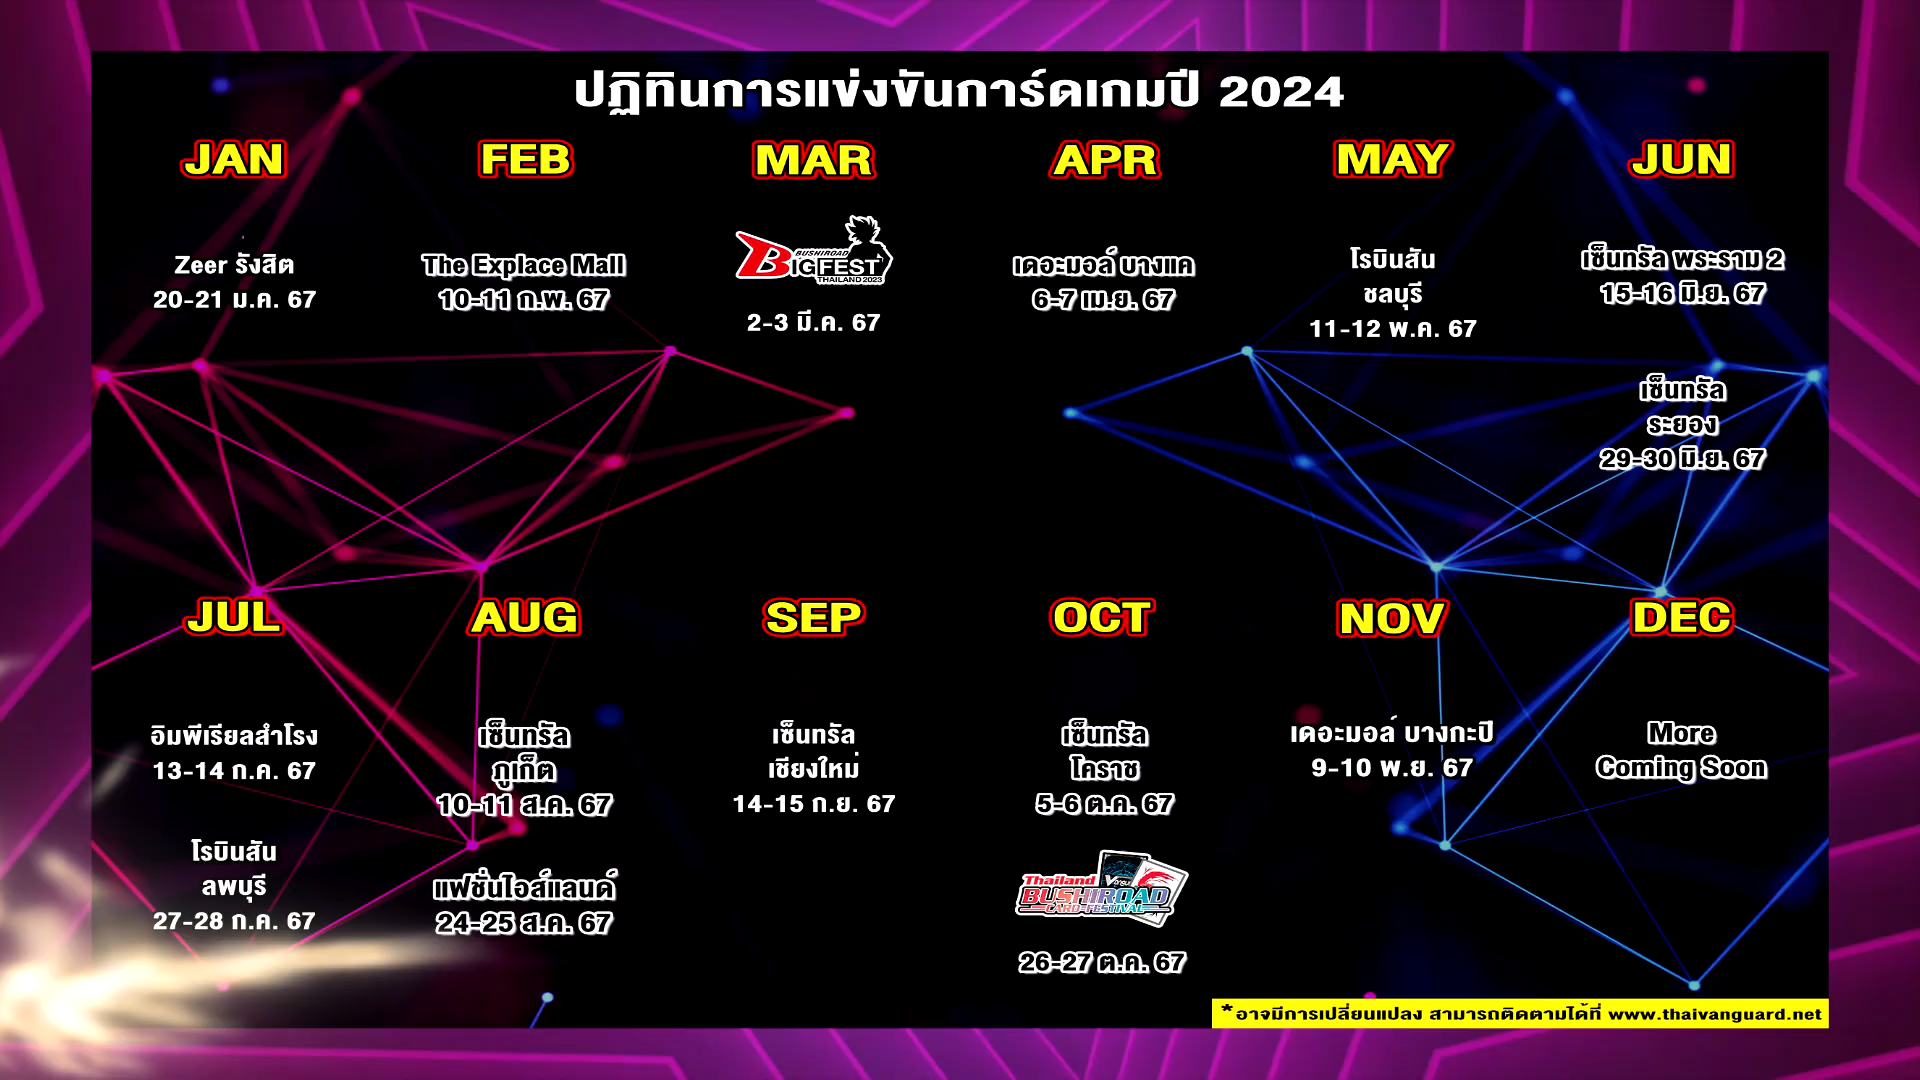 ปฏิทินการแข่งขันการ์ดเกมปี 2024
JAN
Zeer รังสิต
20-21 ม.ค. 67
FEB
The Explace Mall
10-11 ก.พ. 67
MAR
BUSHIROAD
BIGFEST
THAILAND 2023
2-3 มี.ค. 67
APR
เดอะมอล์ บางแค
6-7 เม.ย. 67
MAY
โรบินสัน
ชลบุรี
11-12 พ.ค. 67
JUN
เซ็นทรัล พระราม 2
15-16 มิ.ย. 67
เซ็นทรัล
ระยอง
29-30 มิ.ย. 67
JUL
อิมพีเรียลสำโรง
13-14 ก.ค. 67
โรบินสัน
ลพบุรี
27-28 ก.ค. 67
AUG
เซ็นทรัล
ภูเก็ต
10-11 ส.ค. 67
แฟชั่นไอส์แลนด์
24-25 ส.ค. 67
SEP
เซ็นทรัล
เชียงใหม่
14-15 ก.ย. 67
OCT
เซ็นทรัล
โคราช
5-6 ต.ค. 67
Thailand
BUSHIROAD
CARD-FESTIVAL
26-27 ต.ค. 67
NOV
เดอะมอล์ บางกะปิ
9-10 พ.ย. 67
DEC
More
Coming Soon
*อาจมีการเปลี่ยนแปลง สามารถติดตามได้ที่ www.thaivanguard.net